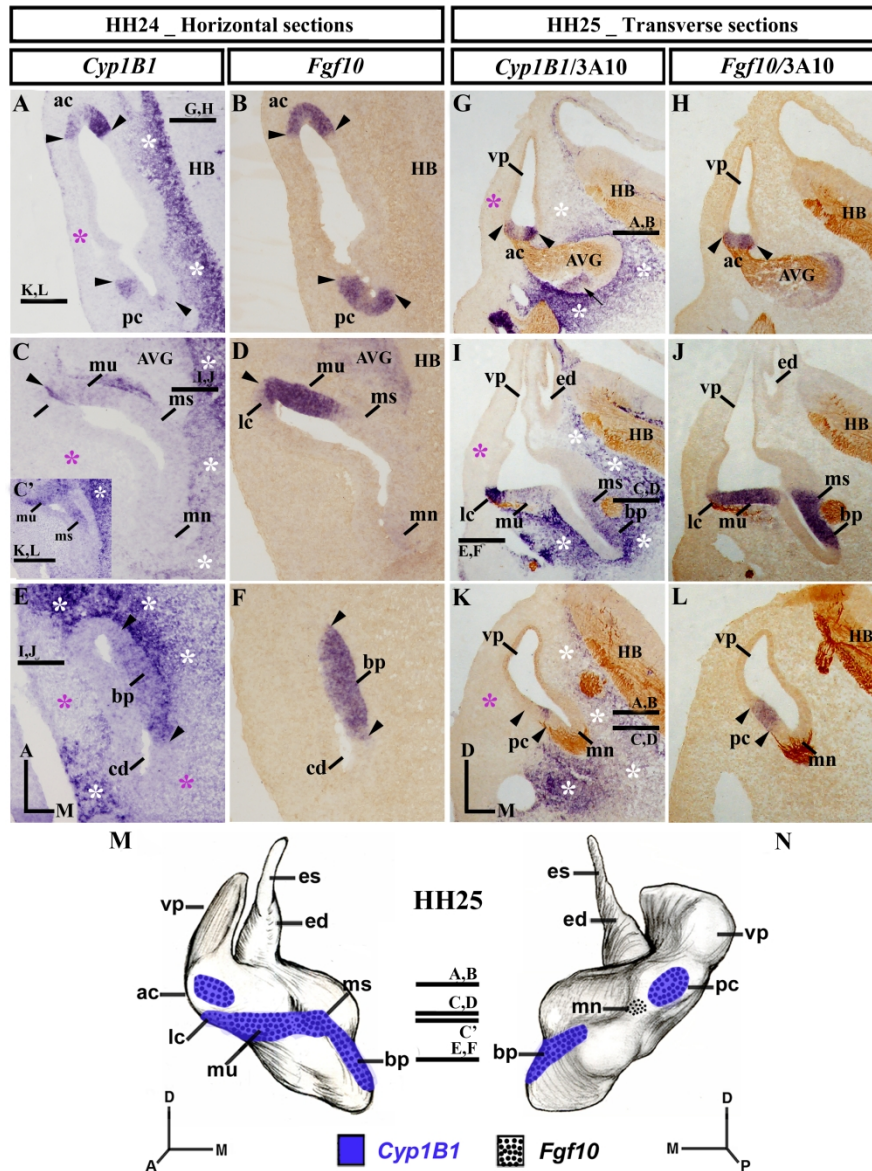 HH24 _ Horizontal sections
HH25 _ Transverse sections
Cyp1B1
Fgf10
Cyp1B1/3A10
Fgf10/3A10
A
ac
G,H
HB
K,L
pc
B
ac
HB
pc
G
vp
HB
A,B
ac
AVG
H
vp
HB
ac
AVG
C
mu
AVG
I,J
ms
mn
C’
mu
ms
K,L
D
mu
AVG
HB
lc
ms
mn
I
vp
ed
HB
ms
C,D
lc
mu
bp
E,F
J
vp
ed
HB
ms
lc
mu
bp
E
I,J
bp
cd
A
M
F
bp
cd
K
vp
HB
A,B
pc
C,D
mn
D
M
L
vp
HB
pc
mn
M
vp
es
ed
ac
ms
lc
mu
bp
D
A
M
HH25
A,B
C,D
C’
E,F
N
es
ed
vp
pc
mn
bp
D
M
P
Cyp1B1
Fgf10